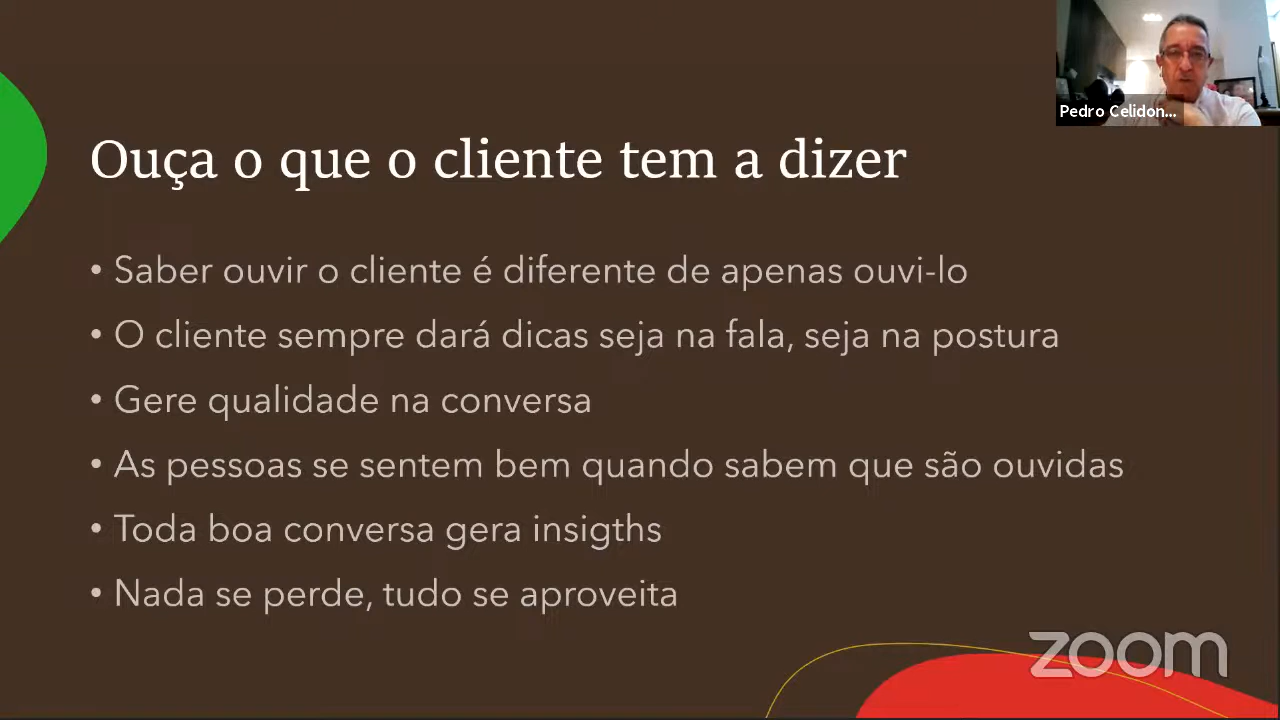 Pedro Celidon...
Ouça o que o cliente tem a dizer
• Saber ouvir o cliente é diferente de apenas ouvi-lo
• O cliente sempre dará dicas seja na fala, seja na postura
• Gere qualidade na conversa
• As pessoas se sentem bem quando sabem que são ouvidas
• Toda boa conversa gera insigths
• Nada se perde, tudo se aproveita
zoom